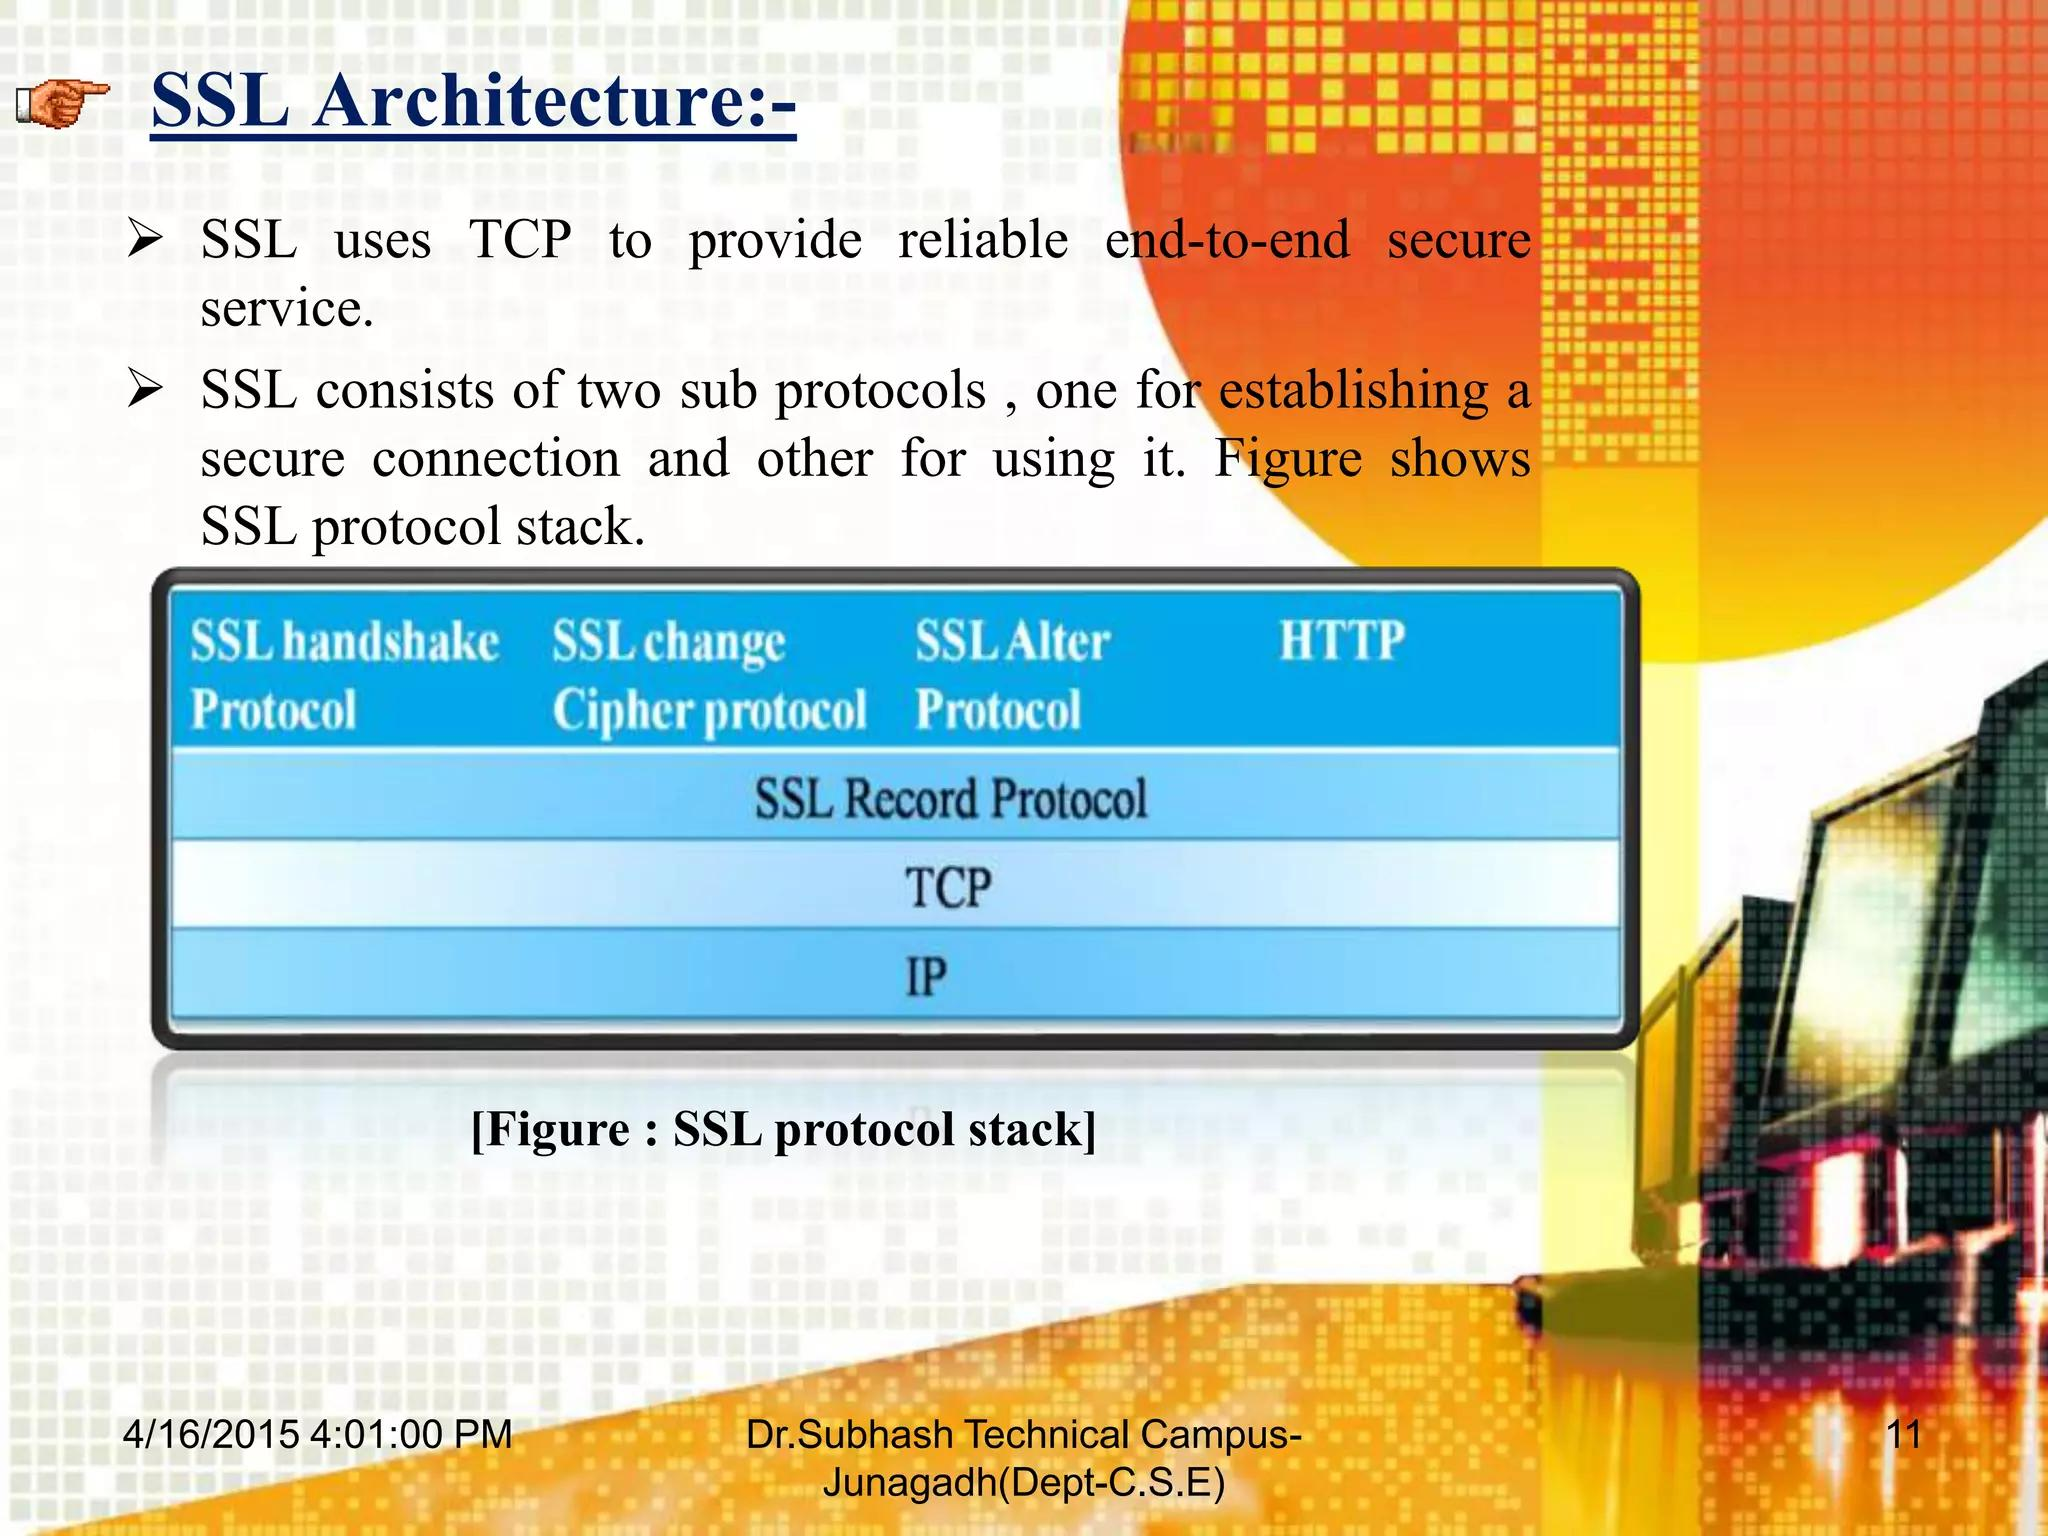 SSL Architecture:-
SSL uses TCP to provide reliable end-to-end secure
service.
SSL consists of two sub protocols , one for establishing a
secure connection and other for using it. Figure shows
SSL protocol stack.
SSL handshake SSL change SSL Alter HTTP
Protocol Cipher protocol Protocol
SSL Record Protocol
TCP
IP
[Figure : SSL protocol stack]
4/16/2015 4:01:00 PM Dr.Subhash Technical Campus- 11
Junagadh(Dept-C.S.E)